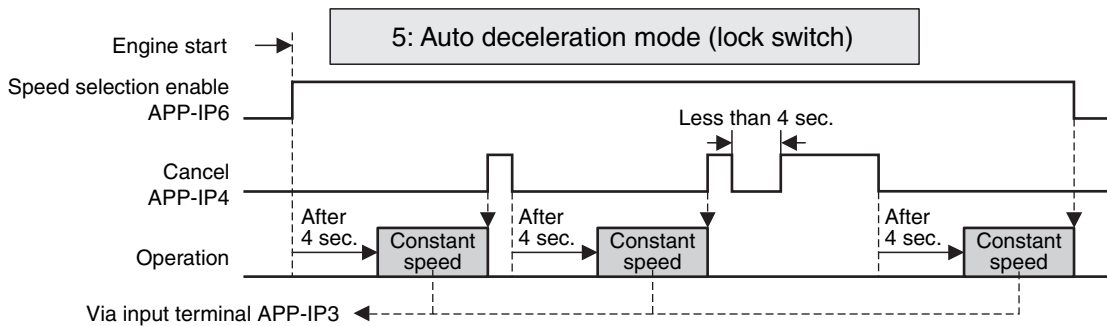 5: Auto deceleration mode (lock switch)
Engine start
Speed selection enable
APP-IP6
Less than 4 sec.
Cancel
APP-IP4
After
4 sec.
Constant
speed
After
4 sec.
Constant
speed
After
4 sec.
Constant
speed
Operation
Via input terminal APP-IP3